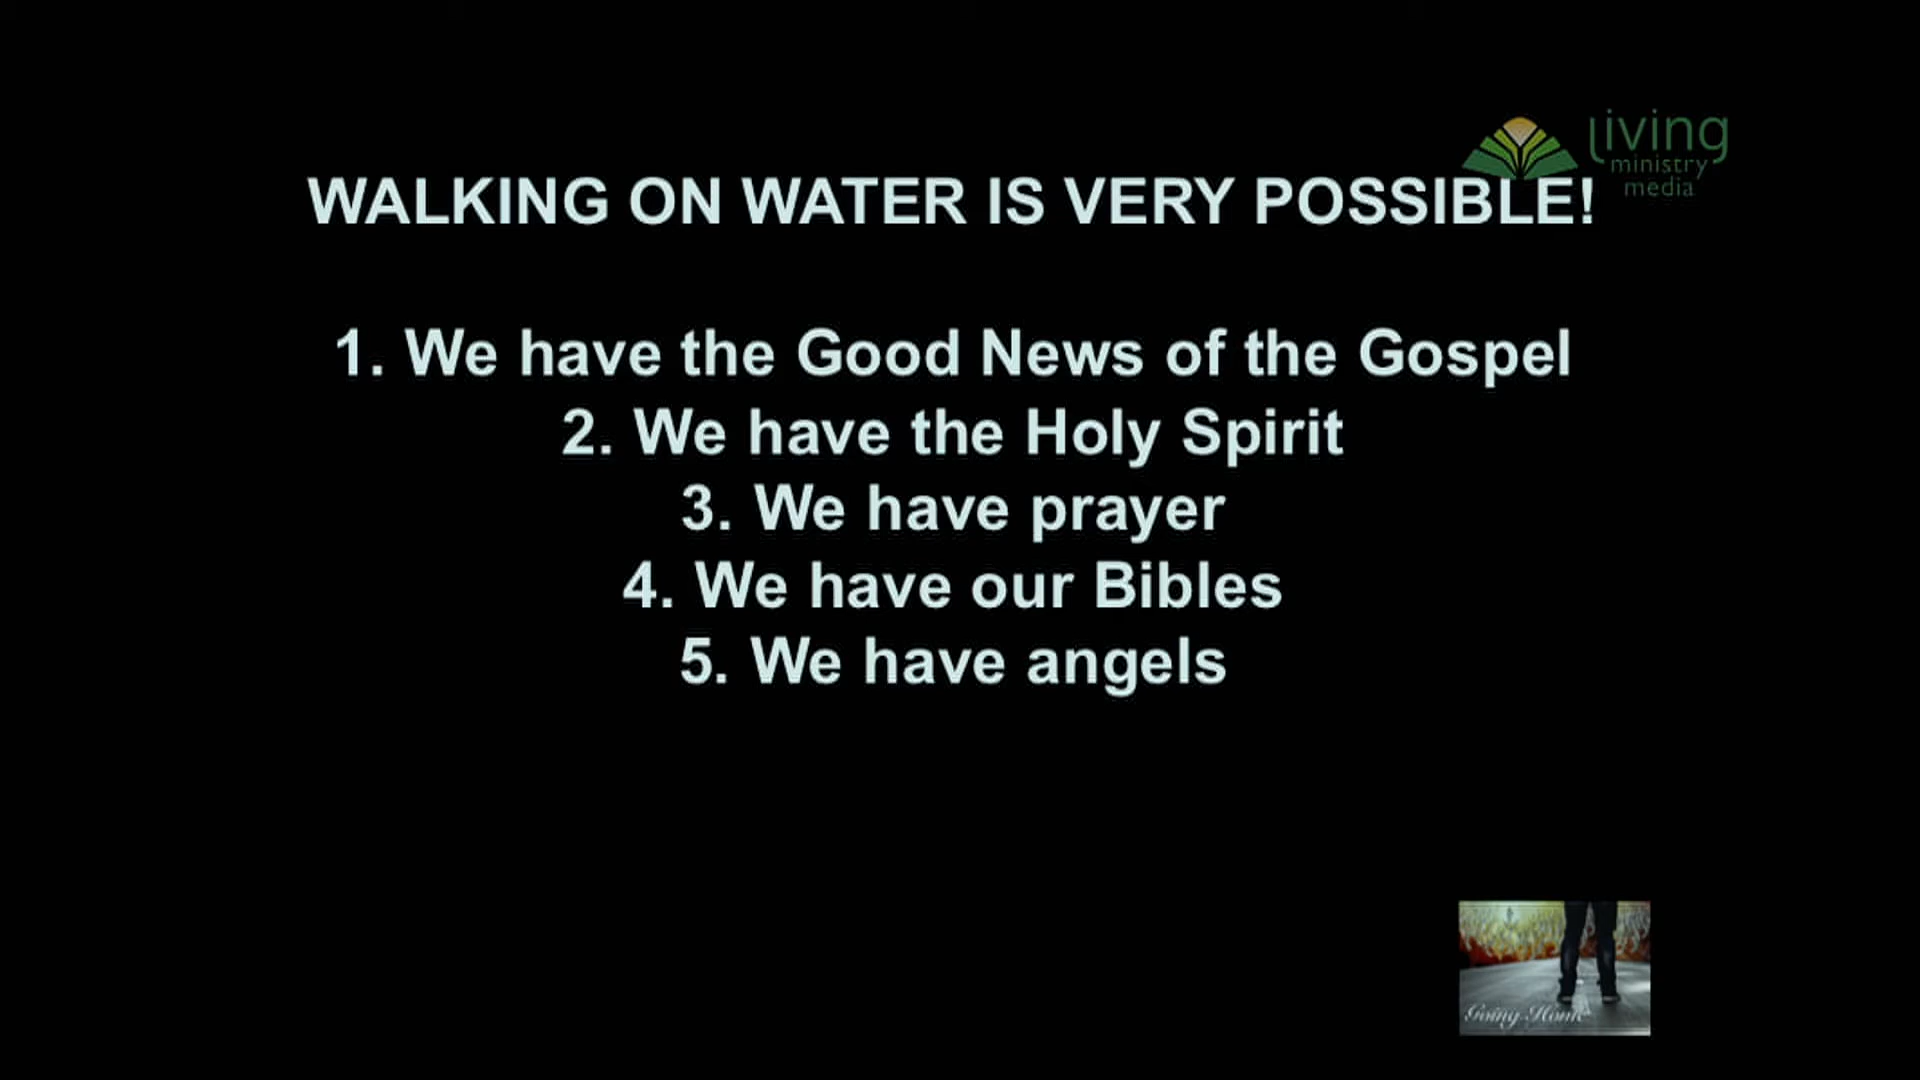 Living
ministry
media
WALKING ON WATER IS VERY POSSIBLE!
1. We have the Good News of the Gospel
2. We have the Holy Spirit
3. We have prayer
4. We have our Bibles
5. We have angels
Going Home